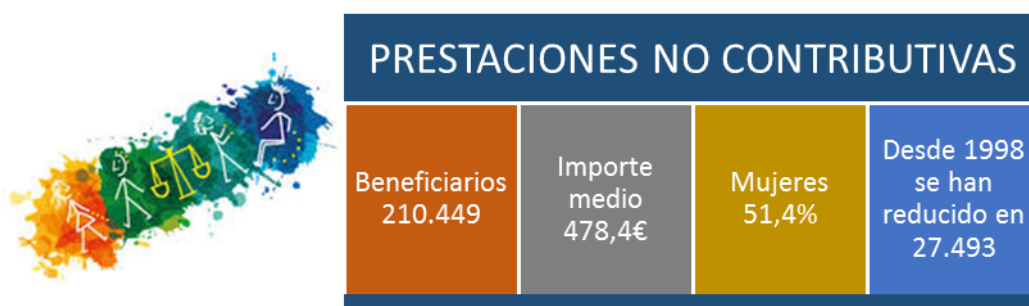 PRESTACIONES NO CONTRIBUTIVAS
Beneficiarios
210.449
Importe
medio
478,4€
Mujeres
51,4%
Desde 1998
se han
reducido en
27.493